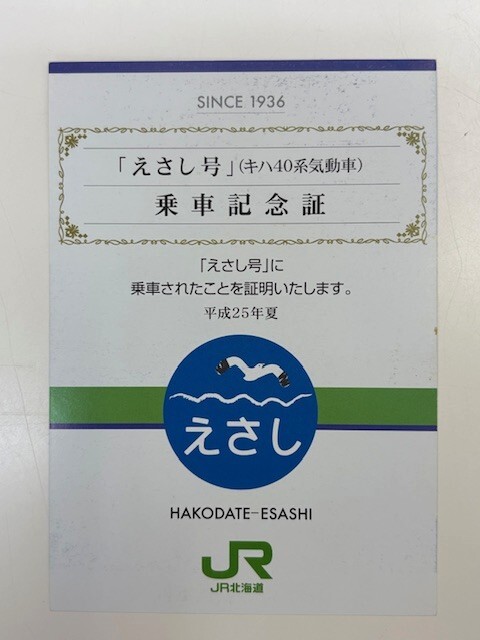 SINCE 1936
「えさし号」(キハ40系気動車)
乗車記念証
「えさし号」に
乗車されたことを証明いたします。
平成25年夏
えさし
HAKODATE-ESASHI
JR
JR北海道